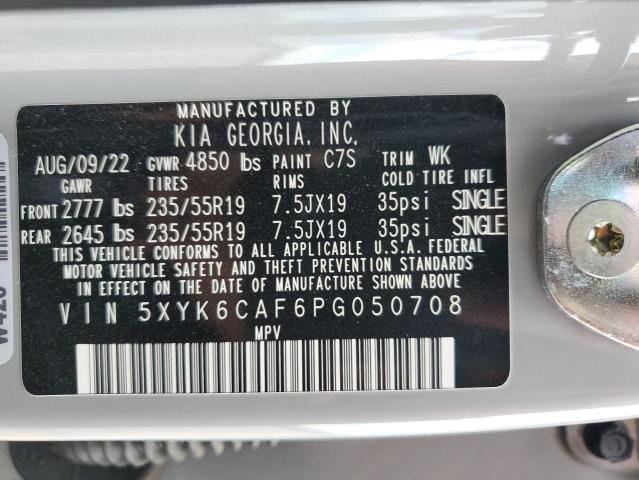 MANUFACTURED BY
KIA GEORGIA, INC.
AUG/09/22 GVWR 4850 lbs PAINT C7S TRIM WK
GAWR TIRES RIMS COLD TIRE INFL
FRONT 2777 lbs 235/55R19 7.5JX19 35psi SINGLE
REAR 2645 lbs 235/55R19 7.5JX19 35psi SINGLE
THIS VEHICLE CONFORMS TO ALL APPLICABLE U.S.A. FEDERAL
MOTOR VEHICLE SAFETY AND THEFT PREVENTION STANDARDS
IN EFFECT ON THE DATE OF MANUFACTURE SHOWN ABOVE
VIN 5XYK6CAF6PG050708
MPV